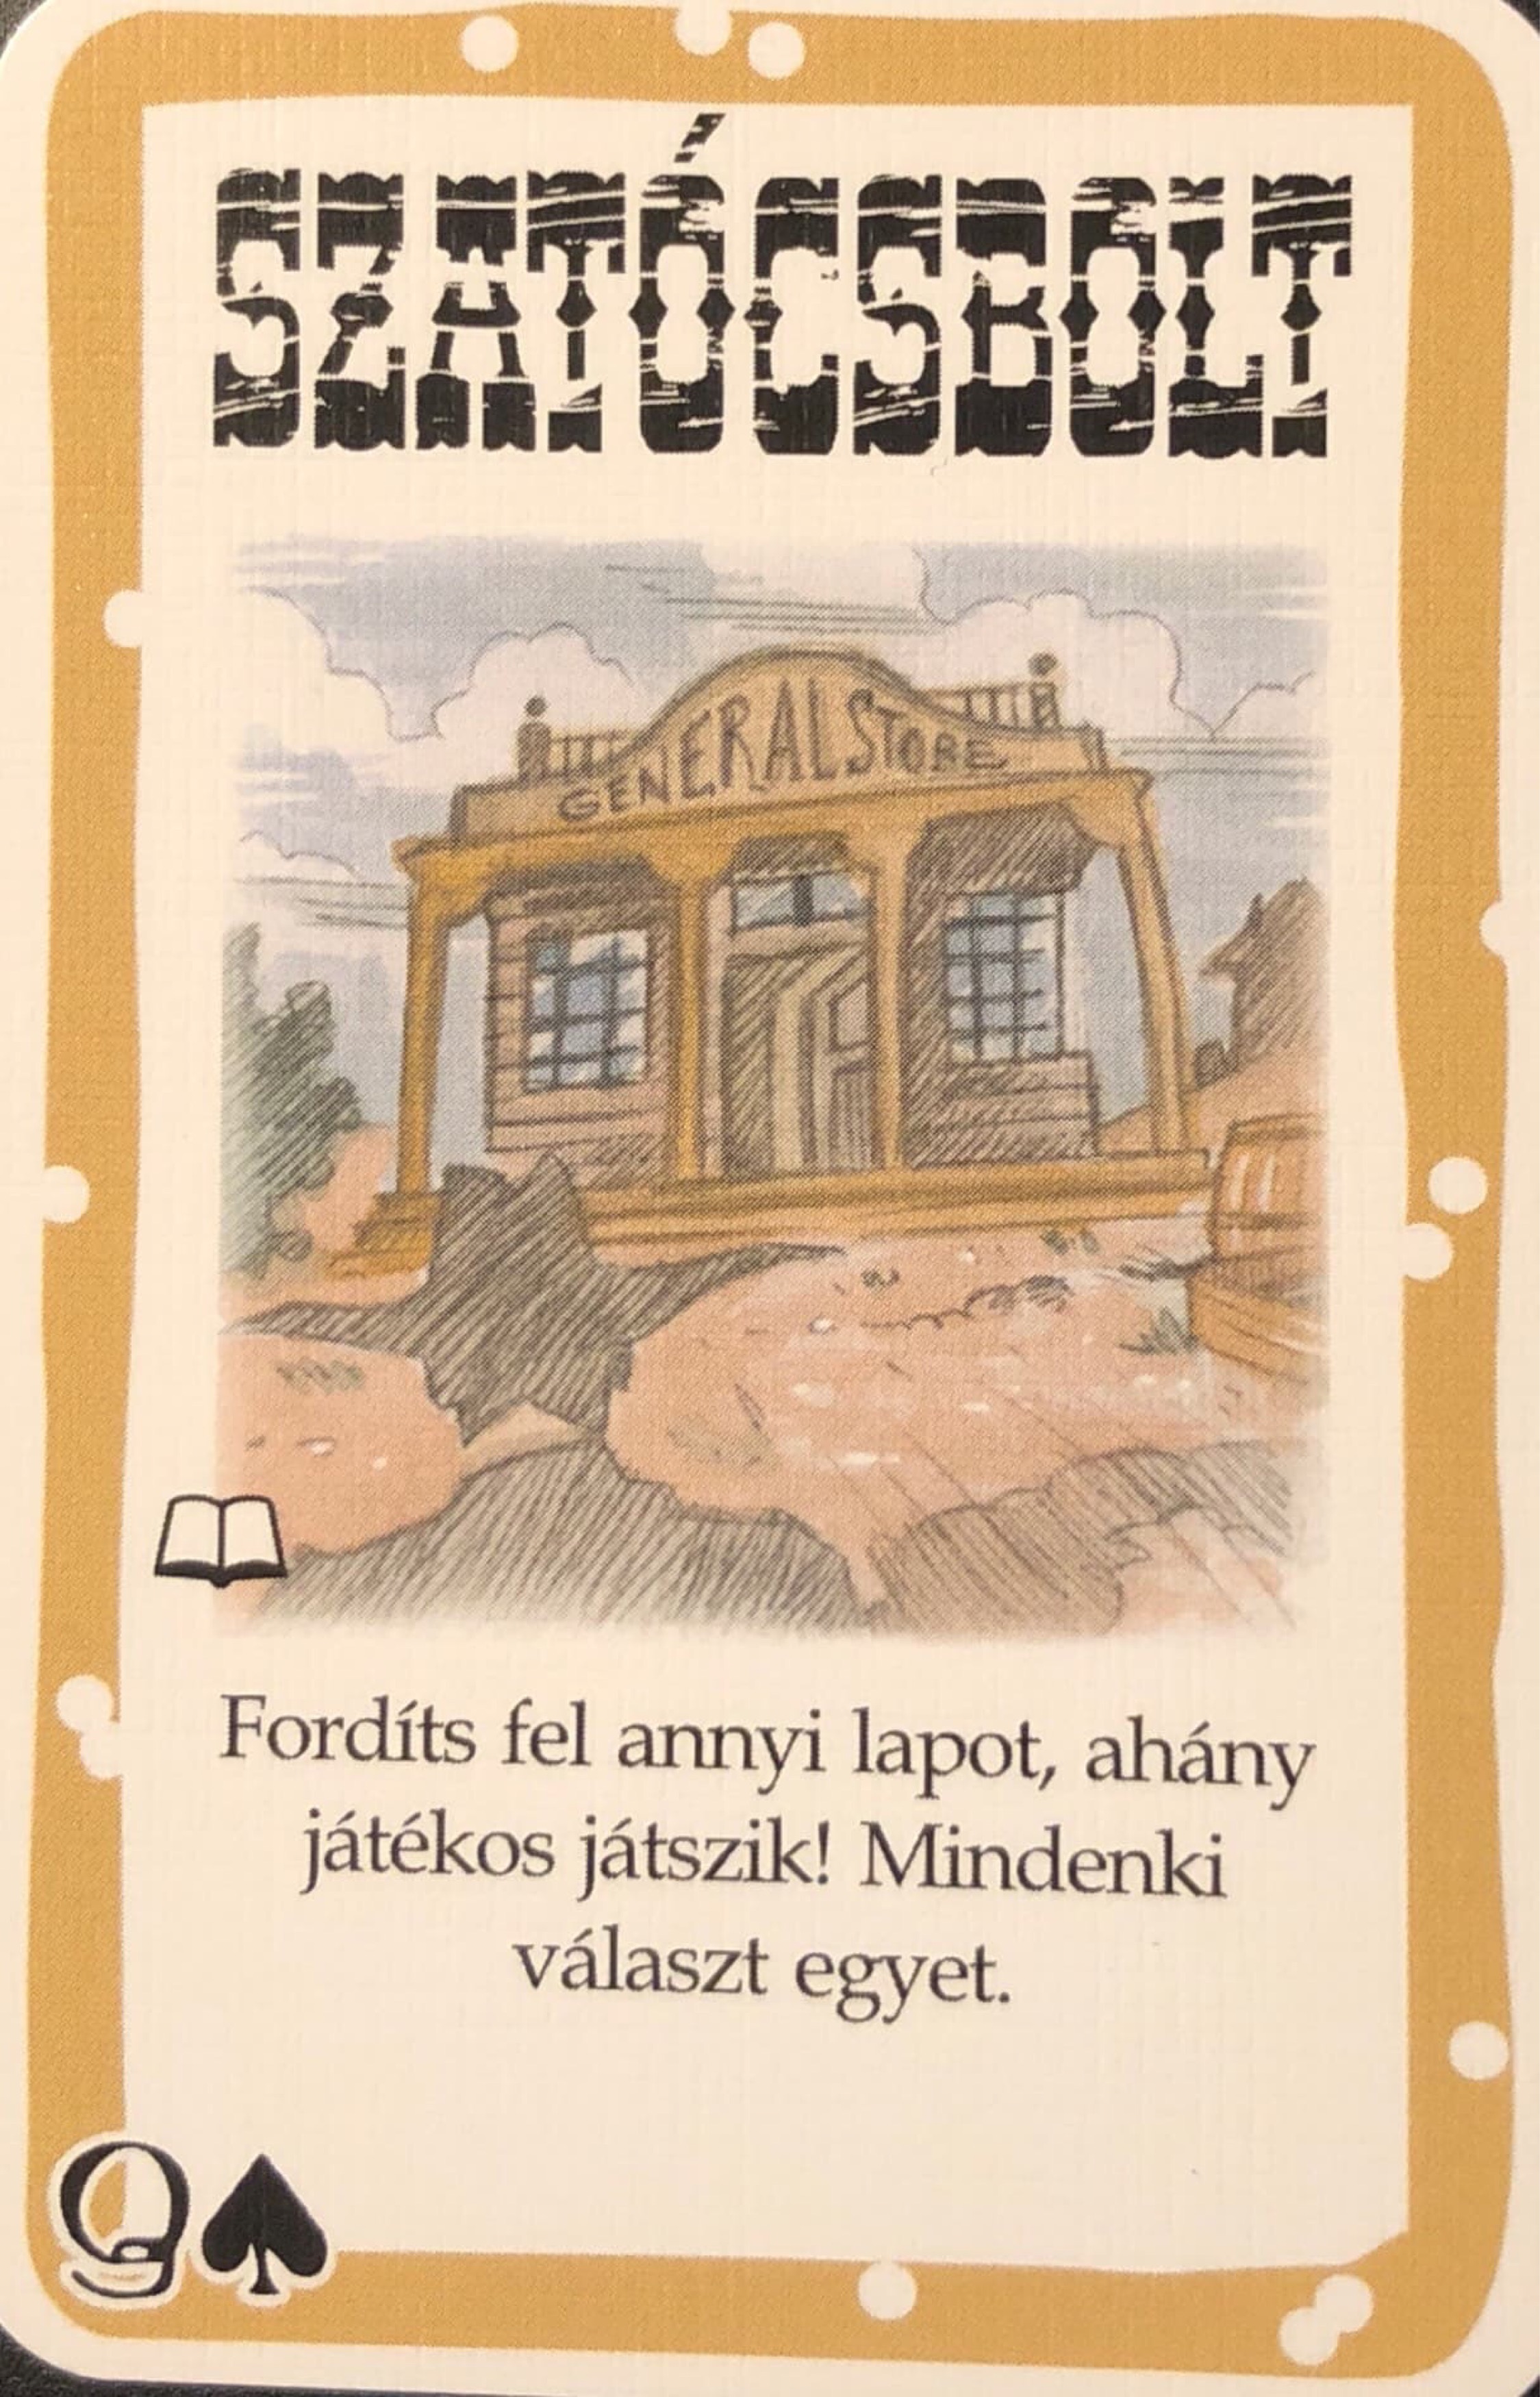 SZATÓCSBOLT
GENERAL STORE
Fordíts fel annyi lapot, ahány
játékos játszik! Mindenki
választ egyet.
Q♠